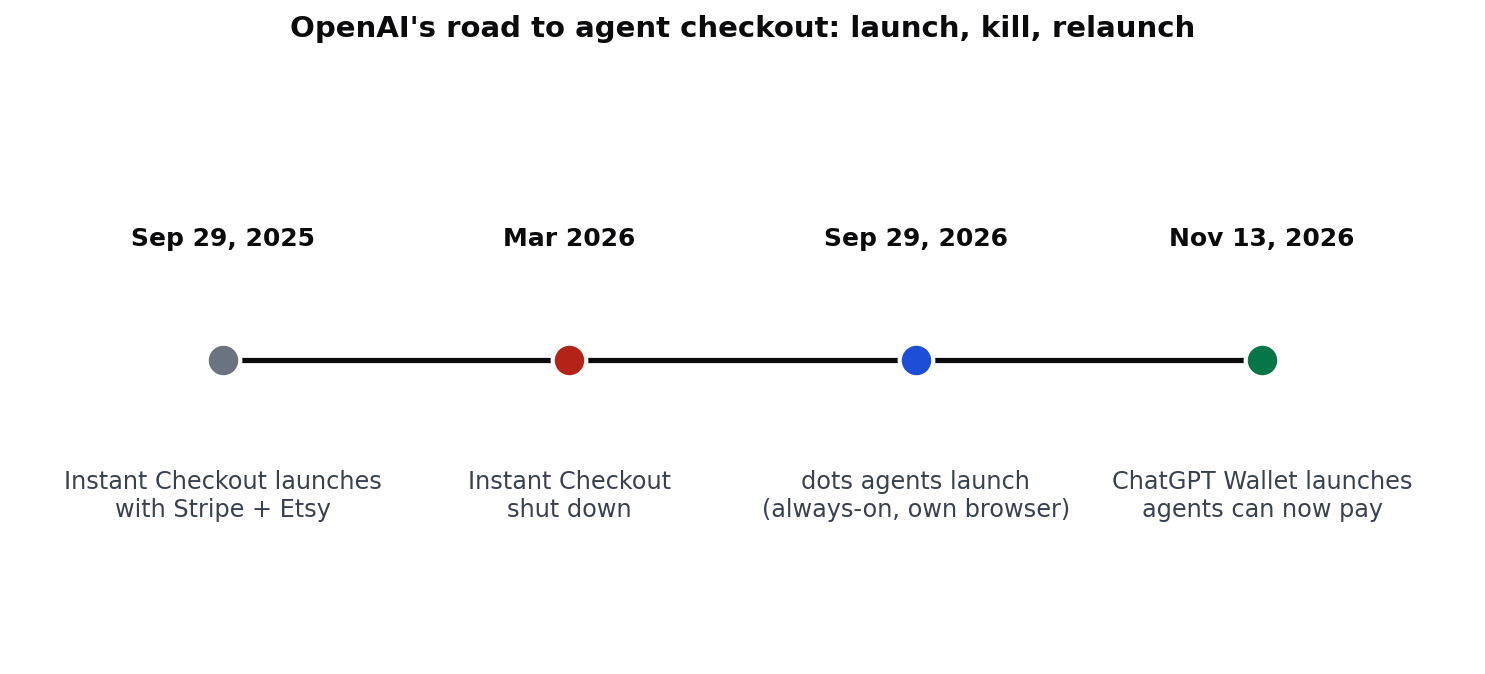 OpenAI's road to agent checkout: launch, kill, relaunch
Sep 29, 2025
Mar 2026
Sep 29, 2026
Nov 13, 2026
Instant Checkout launches
with Stripe + Etsy
Instant Checkout
shut down
dots agents launch
(always-on, own browser)
ChatGPT Wallet launches
agents can now pay